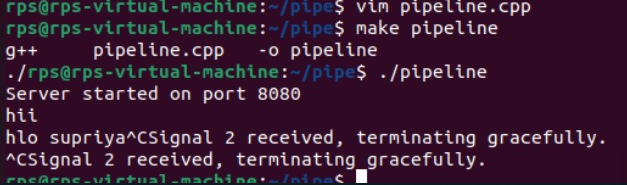 rps@rps-virtual-machine:~/pipe$ vim pipeline.cpp
rps@rps-virtual-machine:~/pipe$ make pipeline
g++     pipeline.cpp   -o pipeline
./rps@rps-virtual-machine:~/pipe$ ./pipeline
Server started on port 8080
hii
hlo supriya^CSignal 2 received, terminating gracefully.
^CSignal 2 received, terminating gracefully.
rps@rps-virtual-machine:~/pipe$